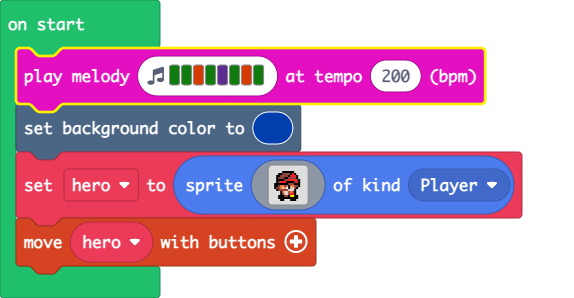 on start
play melody at tempo 200 (bpm)
set background color to
set hero to sprite of kind Player
move hero with buttons